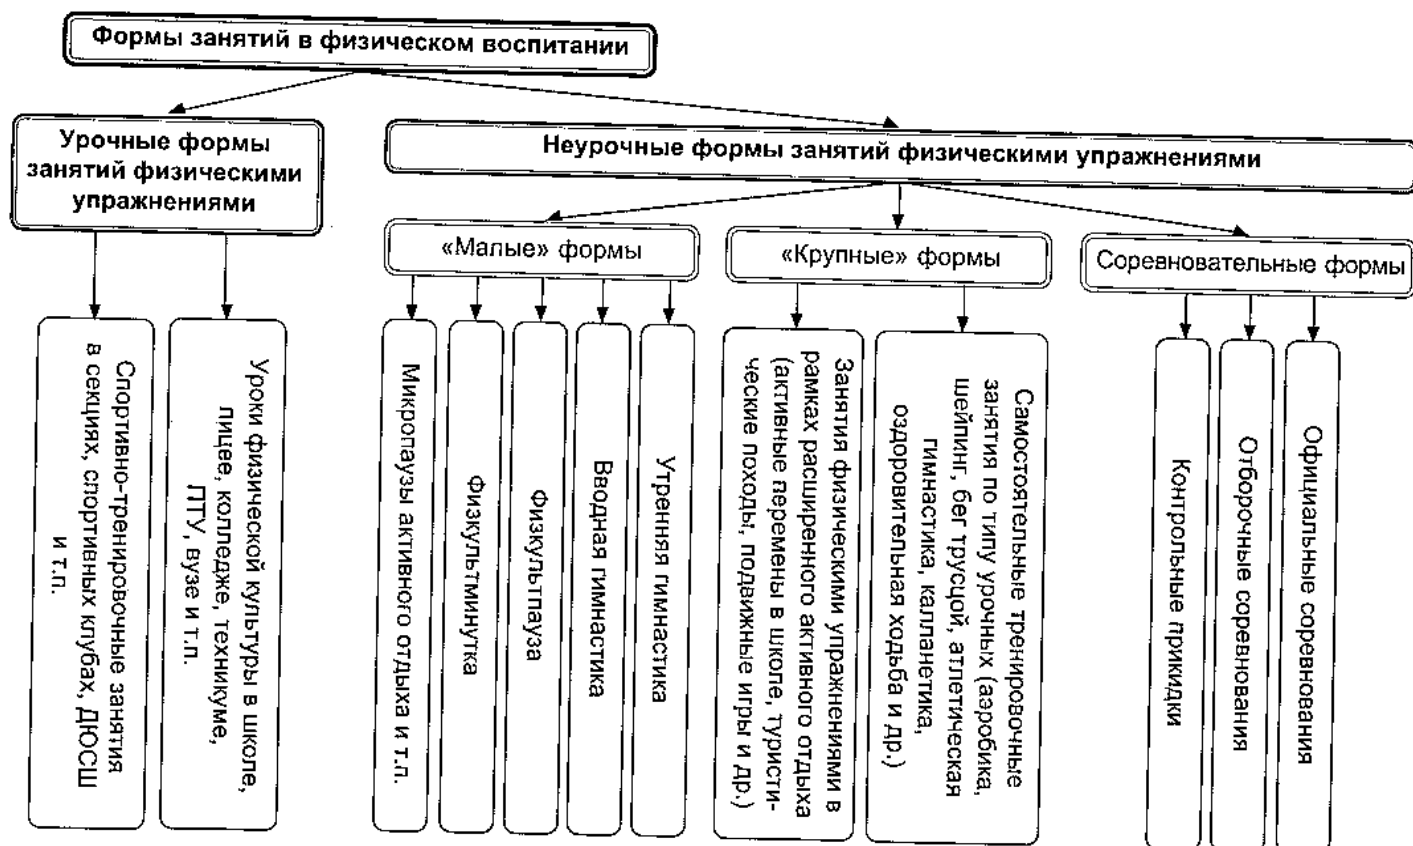 Формы занятий в физическом воспитании
Урочные формы
занятий физическими
упражнениями
Неурочные формы занятий физическими упражнениями
«Малые» формы
«Крупные» формы
Соревновательные формы
Спортивно-тренировочные занятия
в секциях, спортивных клубах, ДЮСШ
и т.п.
Уроки физической культуры в школе,
лицее, колледже, техникуме,
ПТУ, вузе и т.п.
Микропаузы активного отдыха и т.п.
Физкультминутка
Физкультпауза
Вводная гимнастика
Утренняя гимнастика
Занятия физическими упражнениями в
рамках расширенного активного отдыха
(активные перемены в школе, туристи-
ческие походы, подвижные игры и др.)
Самостоятельные тренировочные
занятия по типу урочных (аэробика,
шейпинг, бег трусцой, атлетическая
гимнастика, калланетика,
оздоровительная ходьба и др.)
Контрольные прикидки
Отборочные соревнования
Официальные соревнования